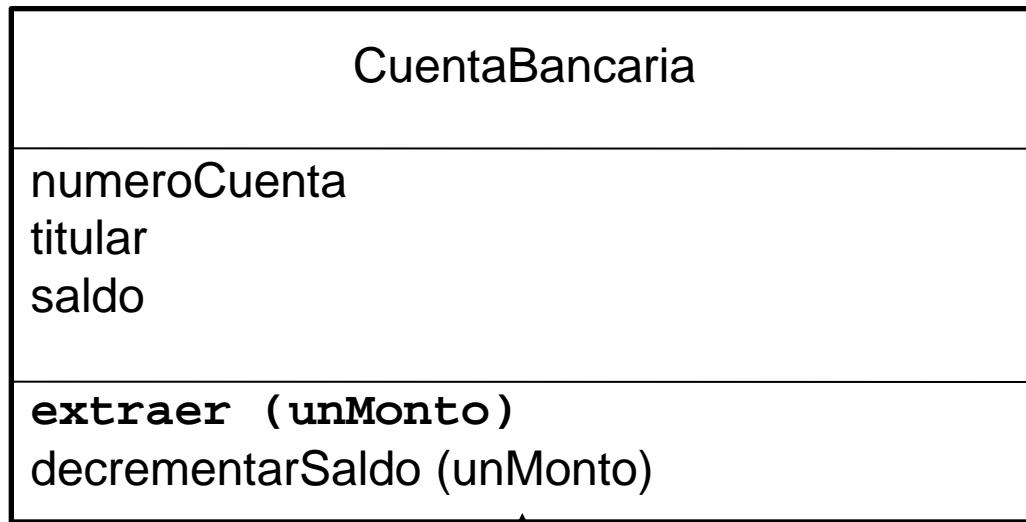 CuentaBancaria
numeroCuenta
titular
saldo
extraer (unMonto)
decrementarSaldo (unMonto)